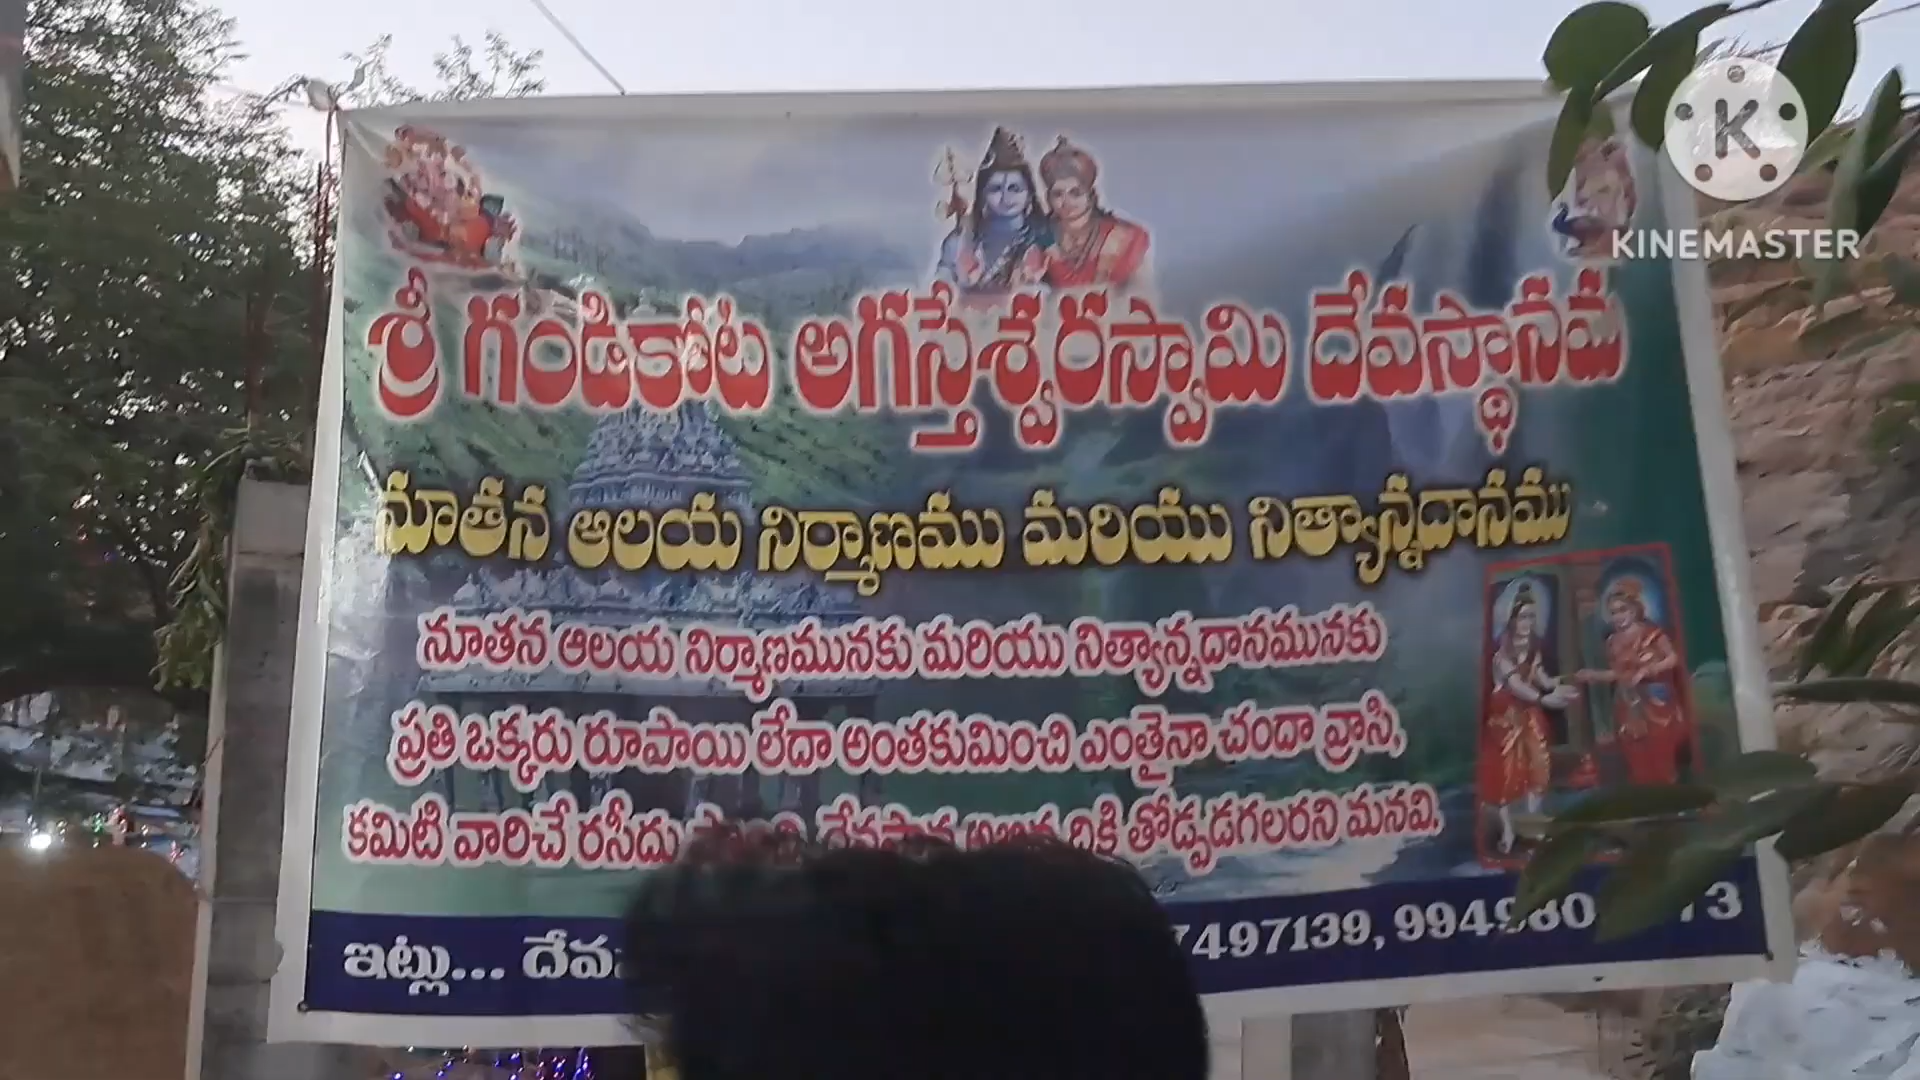 KINEMASTER
శ్రీ గండికోట అగస్తేశ్వరస్వామి దేవస్థానమ
నూతన ఆలయ నిర్మాణము మరియు నిత్యాన్నదానము
నూతన ఆలయ నిర్మాణమునకు మరియు నిత్యాన్నదానమునకు
ప్రతి ఒక్కరు రూపాయి లేదా అంతకుమించి ఎంతైనా చందా వ్రాసి,
కమిటి వారిచే రసీదు తోడ్పడగలరని మనవి.
ఇట్లు...